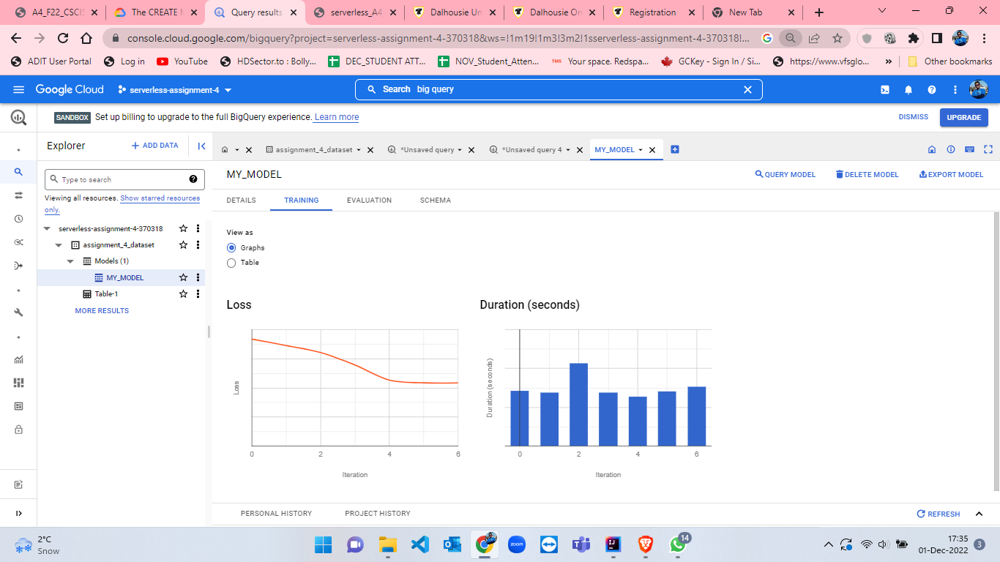 A4_F22_CSCI5
The CREATE M
Query results
serverless_A4
Dalhousie Un
Dalhousie On
Registration
New Tab
console.cloud.google.com/bigquery?project=serverless-assignment-4-370318&ws=!1m19!1m3!3m2!1sserverless-assignment-4-370318!...
ADIT User Portal
Log in
YouTube
HDSector.to : Bolly...
DEC_STUDENT ATT...
NOV_Student_Atten...
TMS Your space. Redspa...
GCKey - Sign In / Si...
https://www.vfsglo...
»
Other bookmarks
Google Cloud
serverless-assignment-4
Search big query
SANDBOX Set up billing to upgrade to the full BigQuery experience. Learn more
DISMISS
UPGRADE
Explorer
+ ADD DATA
assignment_4_dataset
*Unsaved query
*Unsaved query 4
MY_MODEL
Type to search
Viewing all resources. Show starred resources
only.
serverless-assignment-4-370318
assignment_4_dataset
Models (1)
MY_MODEL
Table-1
MORE RESULTS
MY_MODEL
QUERY MODEL
DELETE MODEL
EXPORT MODEL
DETAILS
TRAINING
EVALUATION
SCHEMA
View as
Graphs
Table
Loss
Loss
0
2
4
6
Iteration
Duration (seconds)
Duration (seconds)
0
2
4
6
Iteration
PERSONAL HISTORY
PROJECT HISTORY
REFRESH
2°C
Snow
zoom
IJ
14
17:35
01-Dec-2022
3